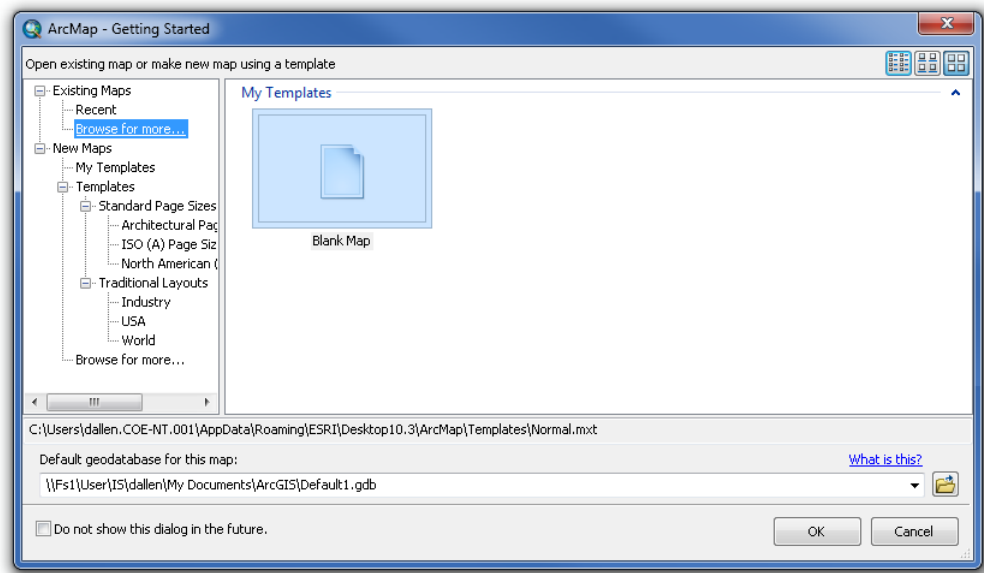 ArcMap - Getting Started
Open existing map or make new map using a template
Existing Maps
Recent
Browse for more...
New Maps
My Templates
Templates
Standard Page Sizes
Architectural Pag
ISO (A) Page Siz
North American (
Traditional Layouts
Industry
USA
World
Browse for more...
My Templates
Blank Map
C:\Users\dallen.COE-NT.001\AppData\Roaming\ESRI\Desktop10.3\ArcMap\Templates\Normal.mxt
Default geodatabase for this map:
What is this?
\\Fs1\User\IS\dallen\My Documents\ArcGIS\Default1.gdb
Do not show this dialog in the future.
OK
Cancel